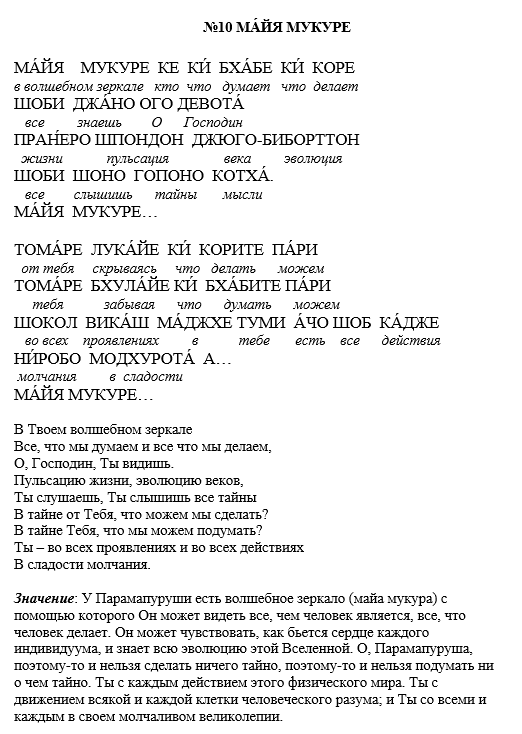 №10 МА́ЙЯ МУКУРЕ
МА́ЙЯ МУКУРЕ КЕ КИ́ БХА́БЕ КИ́ КОРЕ
в волшебном зеркале кто что думает что делает
ШОБИ ДЖА́НО ОГО ДЕВОТА́
все знаешь О Господин
ПРАН́ЕРО ШПОНДОН ДЖЮГО-БИБОРТТОН
жизни пульсация века эволюция
ШОБИ ШОНО ГОПОНО КОТХА́.
все слышишь тайны мысли
МА́ЙЯ МУКУРЕ…
ТОМА́РЕ ЛУКА́ЙЕ КИ́ КОРИТЕ ПА́РИ
от тебя скрываясь что делать можем
ТОМА́РЕ БХУЛА́ЙЕ КИ́ БХА́БИТЕ ПА́РИ
тебя забывая что думать можем
ШОКОЛ ВИКА́Ш МА́ДЖХЕ ТУМИ А́ЧО ШОБ КА́ДЖЕ
во всех проявлениях в тебе есть все действия
НИ́РОБО МОДХУРОТА́ А…
молчания в сладости
МА́ЙЯ МУКУРЕ…
В Твоем волшебном зеркале
Все, что мы думаем и все что мы делаем,
О, Господин, Ты видишь.
Пульсацию жизни, эволюцию веков,
Ты слушаешь, Ты слышишь все тайны
В тайне от Тебя, что можем мы сделать?
В тайне Тебя, что мы можем подумать?
Ты – во всех проявлениях и во всех действиях
В сладости молчания.
Значение: У Парамапуруши есть волшебное зеркало (майа мукура) с
помощью которого Он может видеть все, чем человек является, все, что
человек делает. Он может чувствовать, как бьется сердце каждого
индивидуума, и знает всю эволюцию этой Вселенной. О, Парамапуруша,
поэтому-то и нельзя сделать ничего тайно, поэтому-то и нельзя подумать ни
о чем тайно. Ты с каждым действием этого физического мира. Ты с
движением всякой и каждой клетки человеческого разума; и Ты со всеми и
каждым в своем молчаливом великолепии.